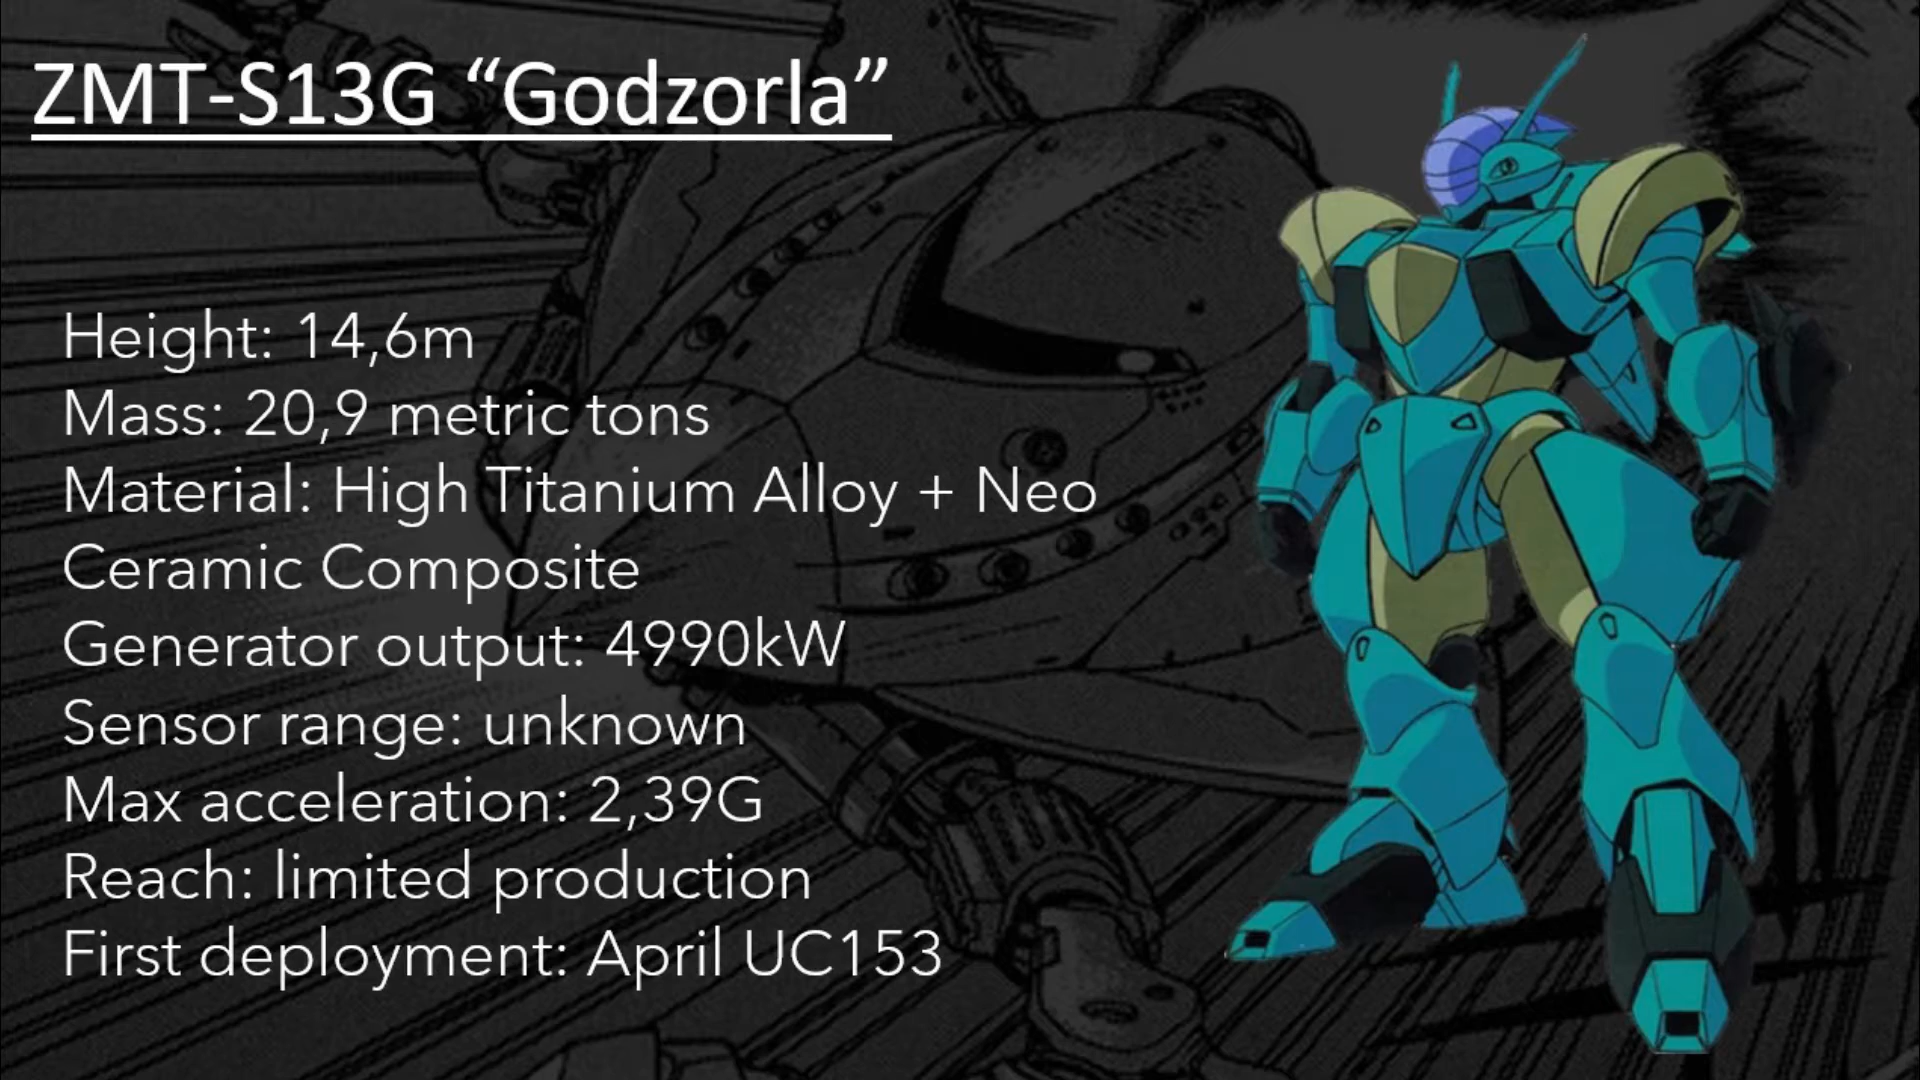 ZMT-S13G “Godzorla”
Height: 14,6m
Mass: 20,9 metric tons
Material: High Titanium Alloy + Neo
Ceramic Composite
Generator output: 4990kW
Sensor range: unknown
Max acceleration: 2,39G
Reach: limited production
First deployment: April UC153